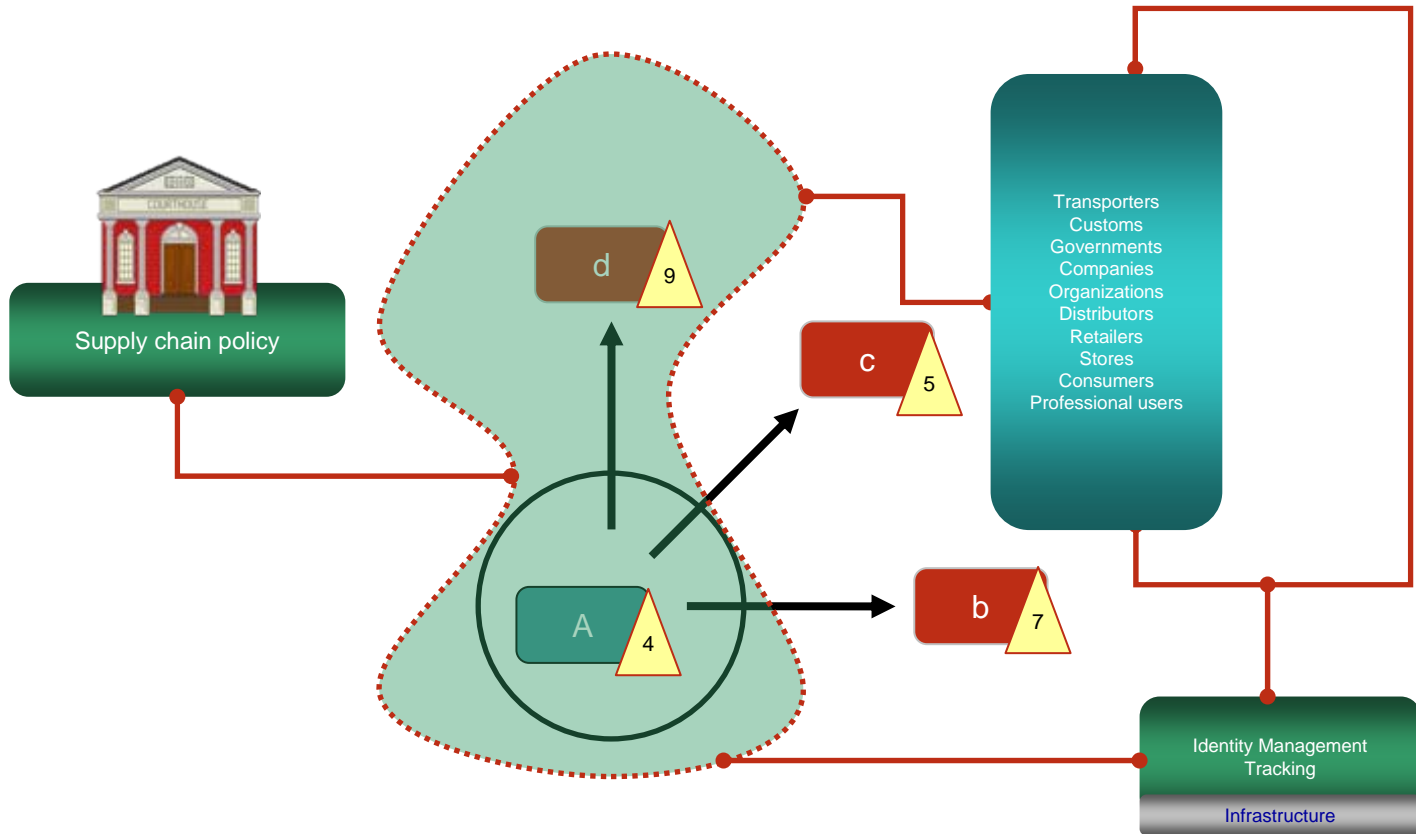 COURTHOUSE
Supply chain policy
d
9
c
5
A
4
b
7
Transporters
Customs
Governments
Companies
Organizations
Distributors
Retailers
Stores
Consumers
Professional users
Identity Management
Tracking
Infrastructure